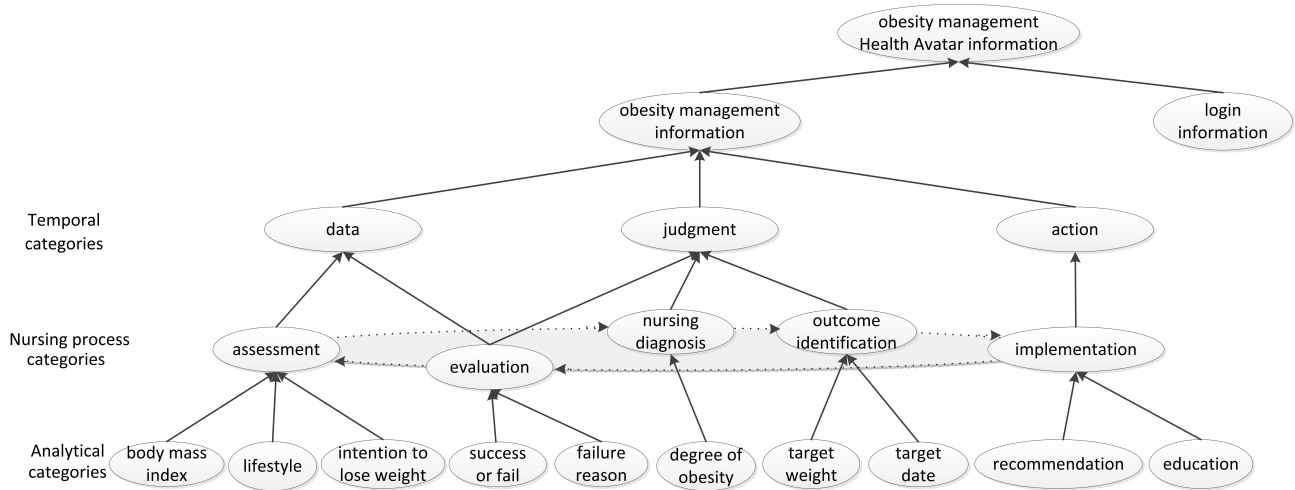 obesity management
Health Avatar information
obesity management
information
login
information
Temporal
categories
data
judgment
action
Nursing process
categories
assessment
evaluation
nursing
diagnosis
outcome
identification
implementation
Analytical
categories
body mass
index
lifestyle
intention to
lose weight
success
or fail
failure
reason
degree of
obesity
target
weight
target
date
recommendation
education